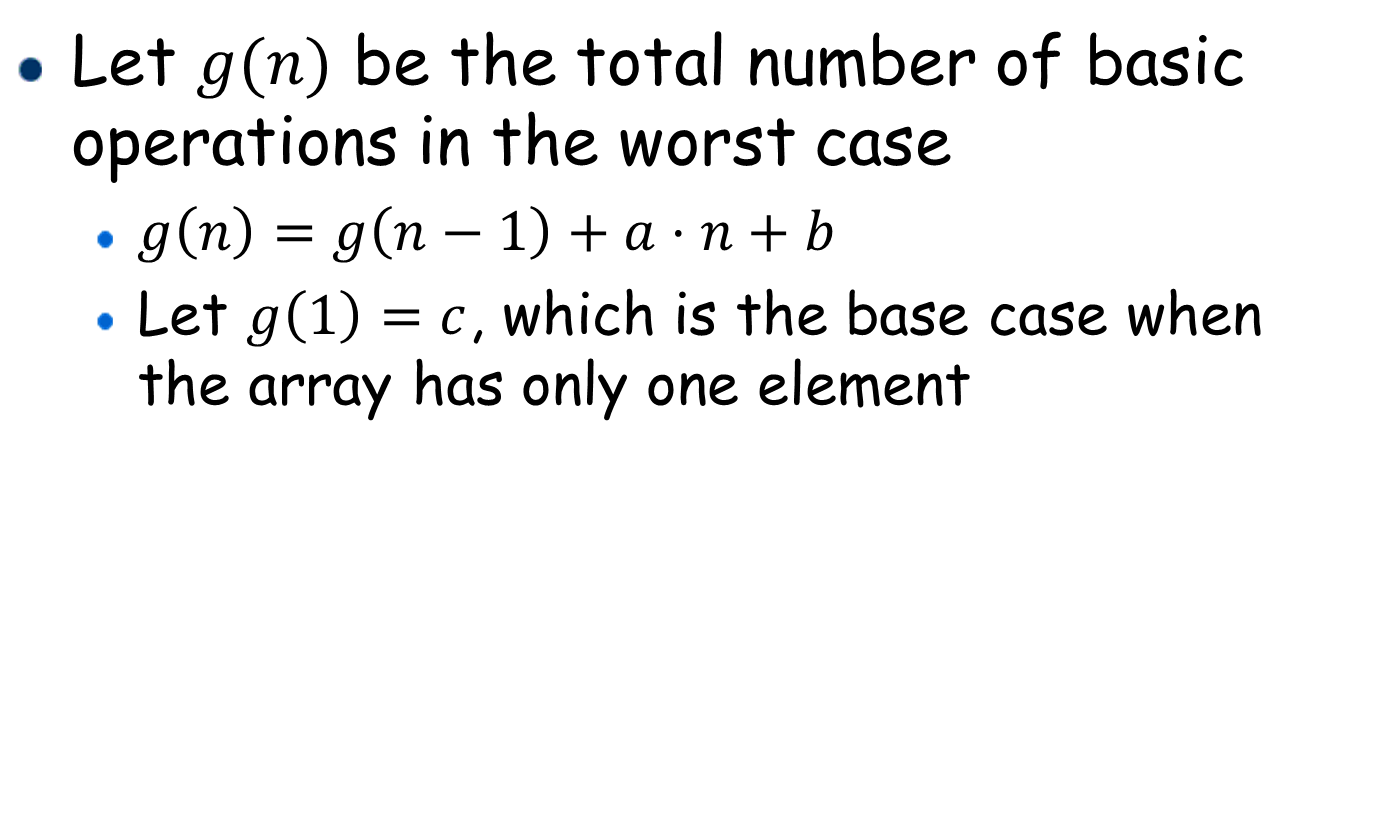 • Let g(n) be the total number of basic
operations in the worst case
• g(n) = g(n − 1) + a · n + b
• Let g(1) = c, which is the base case when
the array has only one element